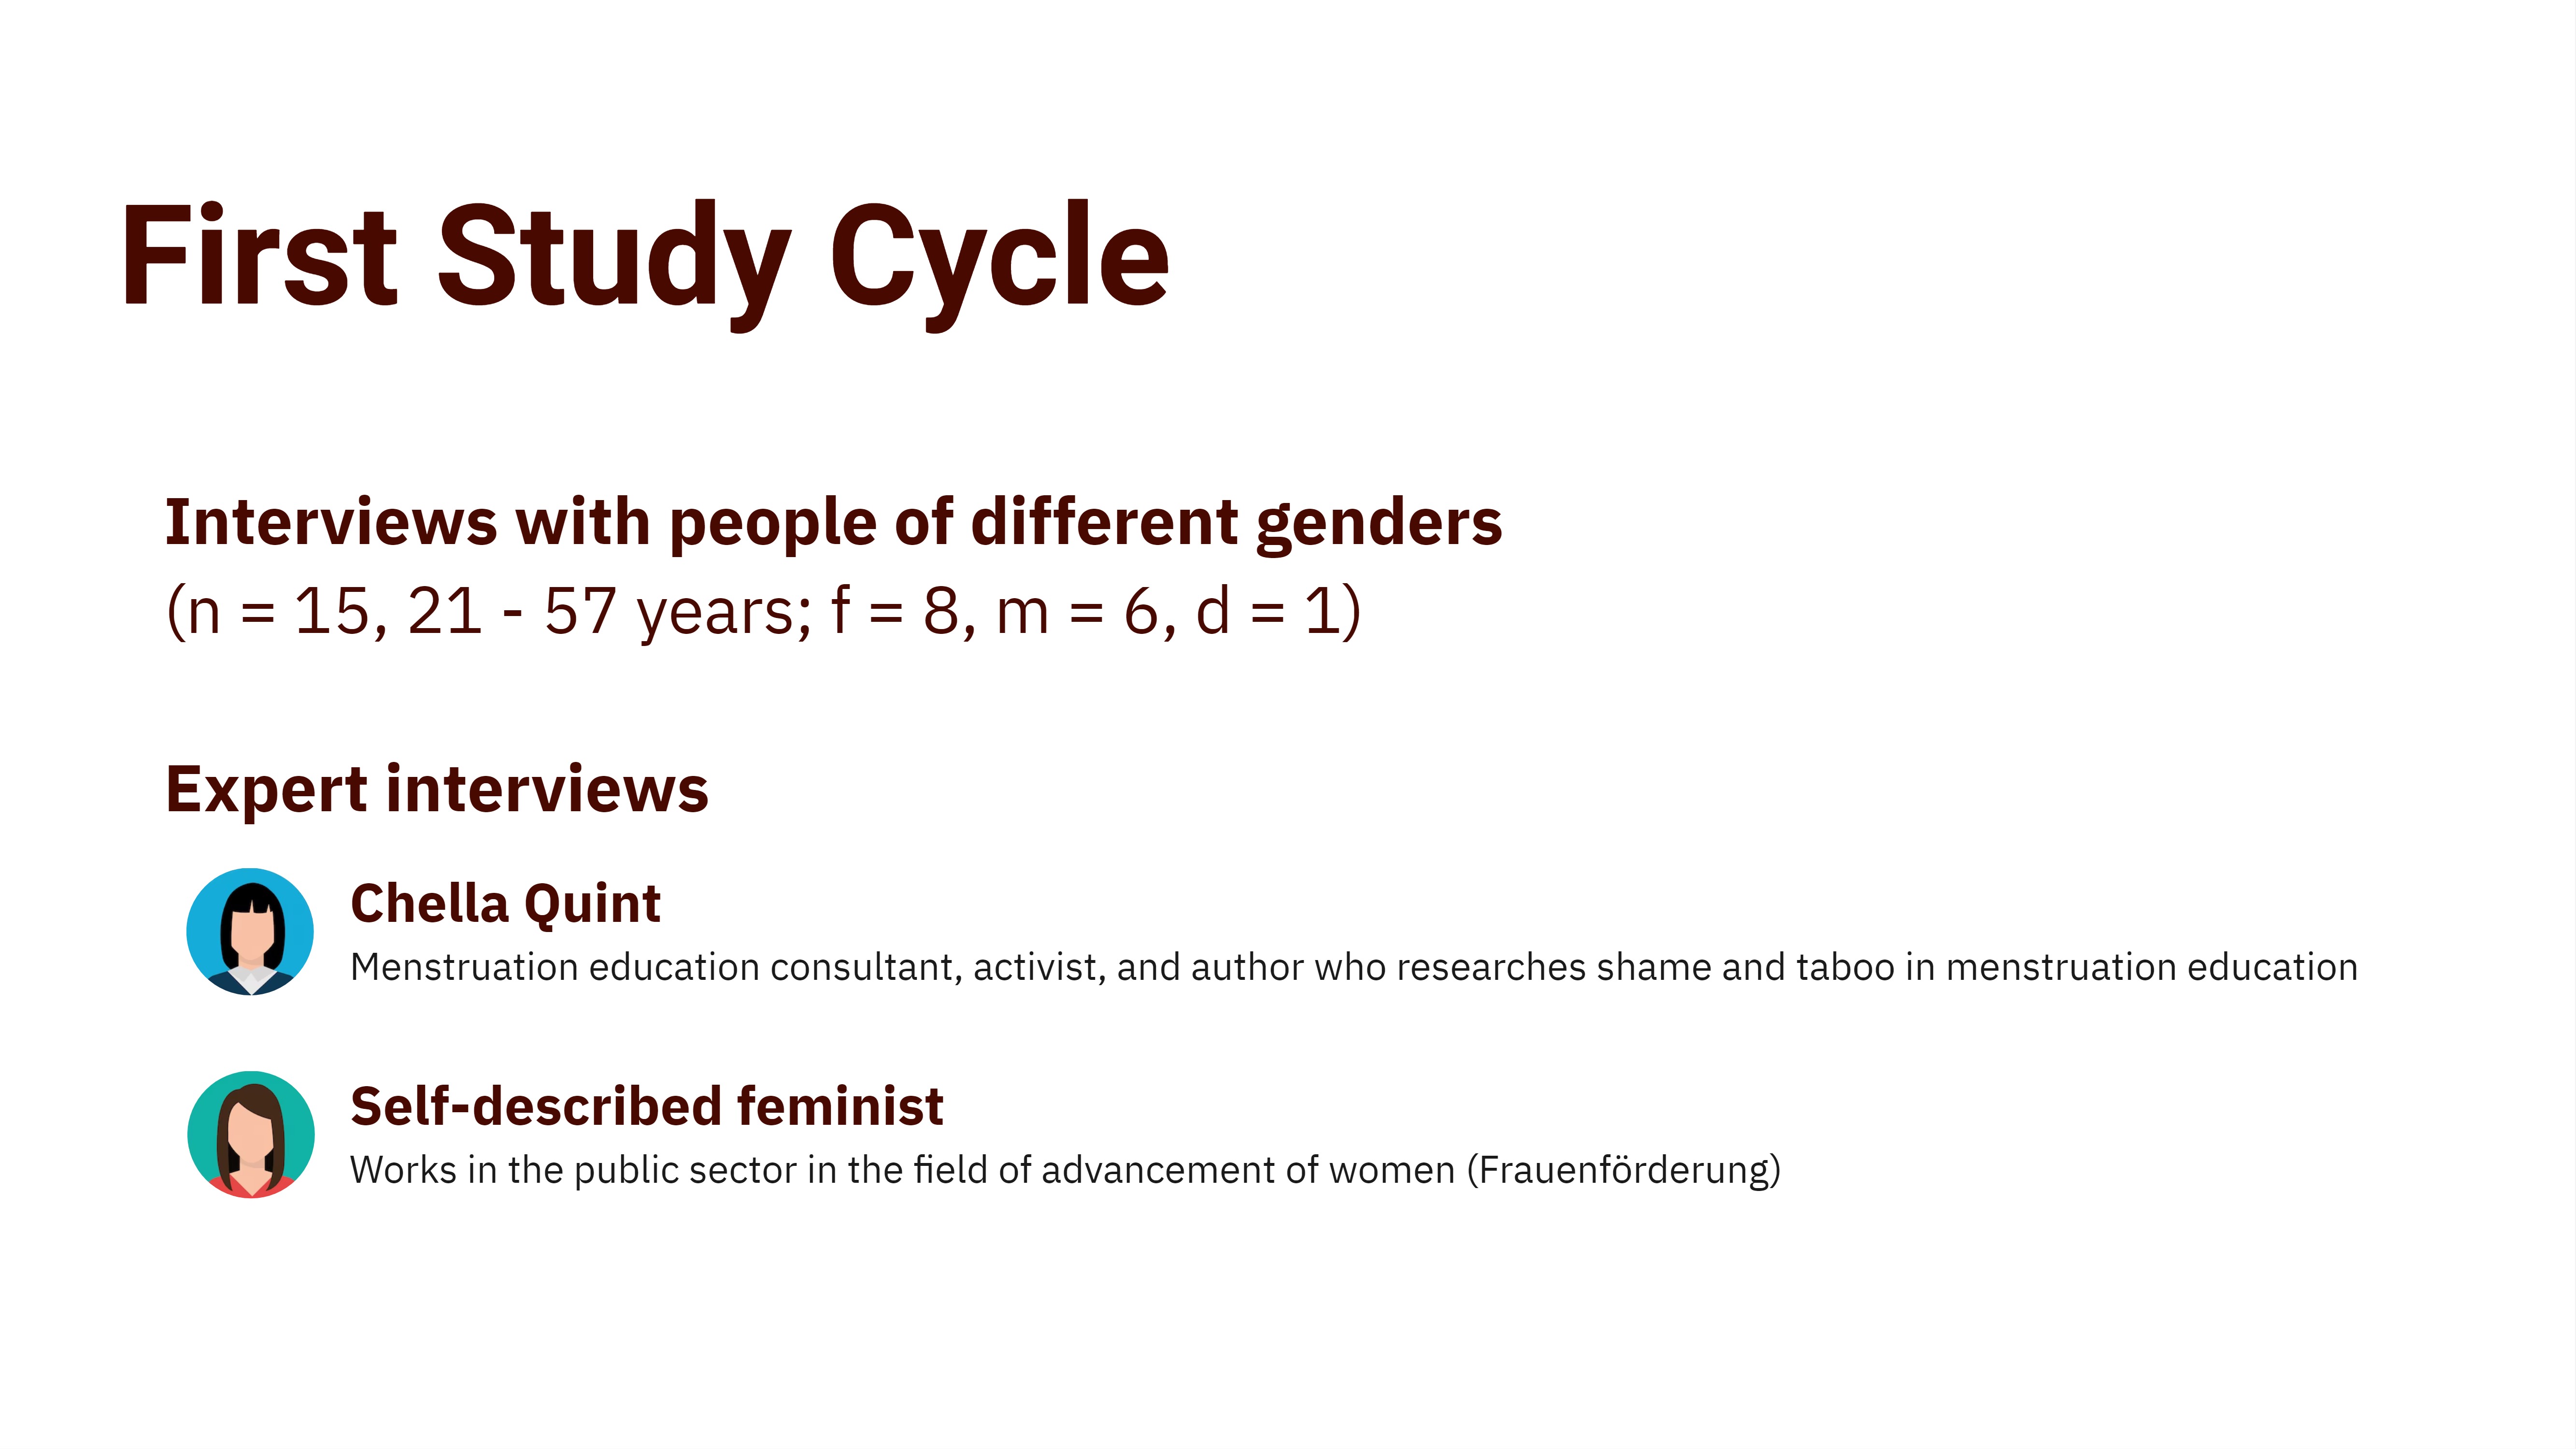 First Study Cycle
Interviews with people of different genders
(n = 15, 21 - 57 years; f = 8, m = 6, d = 1)
Expert interviews
Chella Quint
Menstruation education consultant, activist, and author who researches shame and taboo in menstruation education
Self-described feminist
Works in the public sector in the field of advancement of women (Frauenförderung)